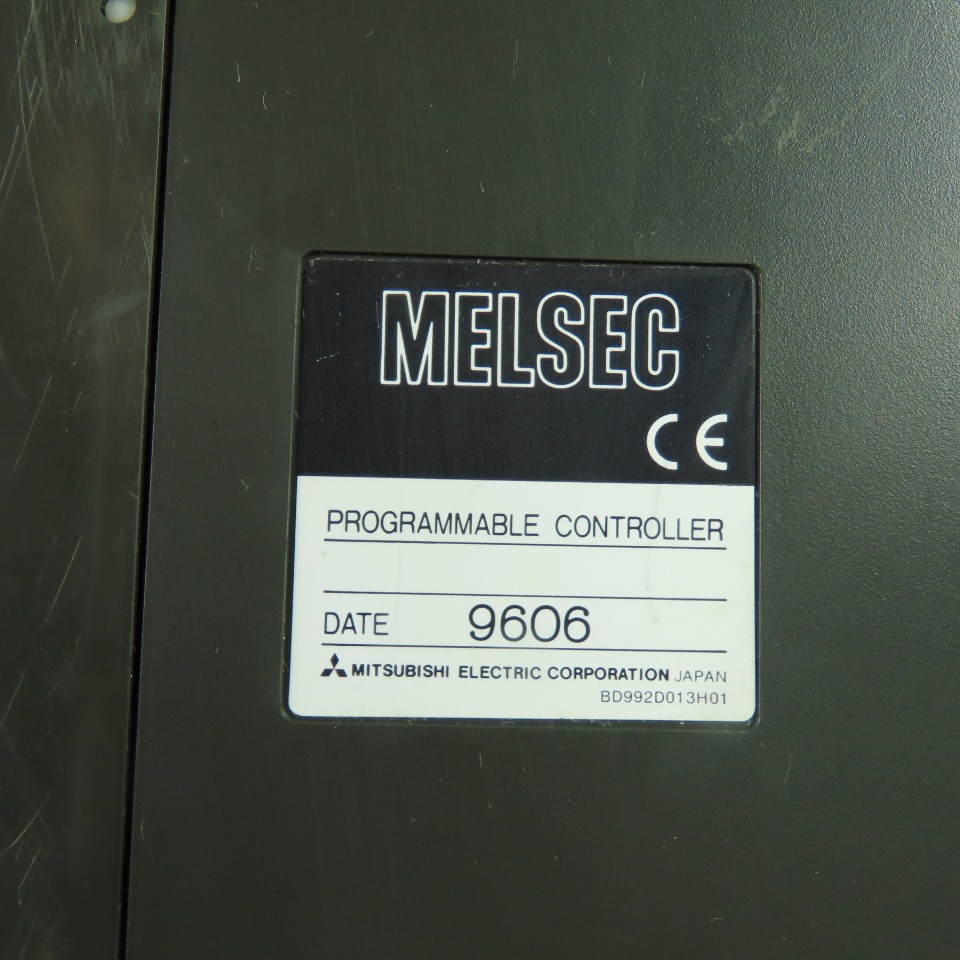 MELSEC
CE
PROGRAMMABLE CONTROLLER
DATE 9606
MITSUBISHI ELECTRIC CORPORATION JAPAN
BD992D013H01